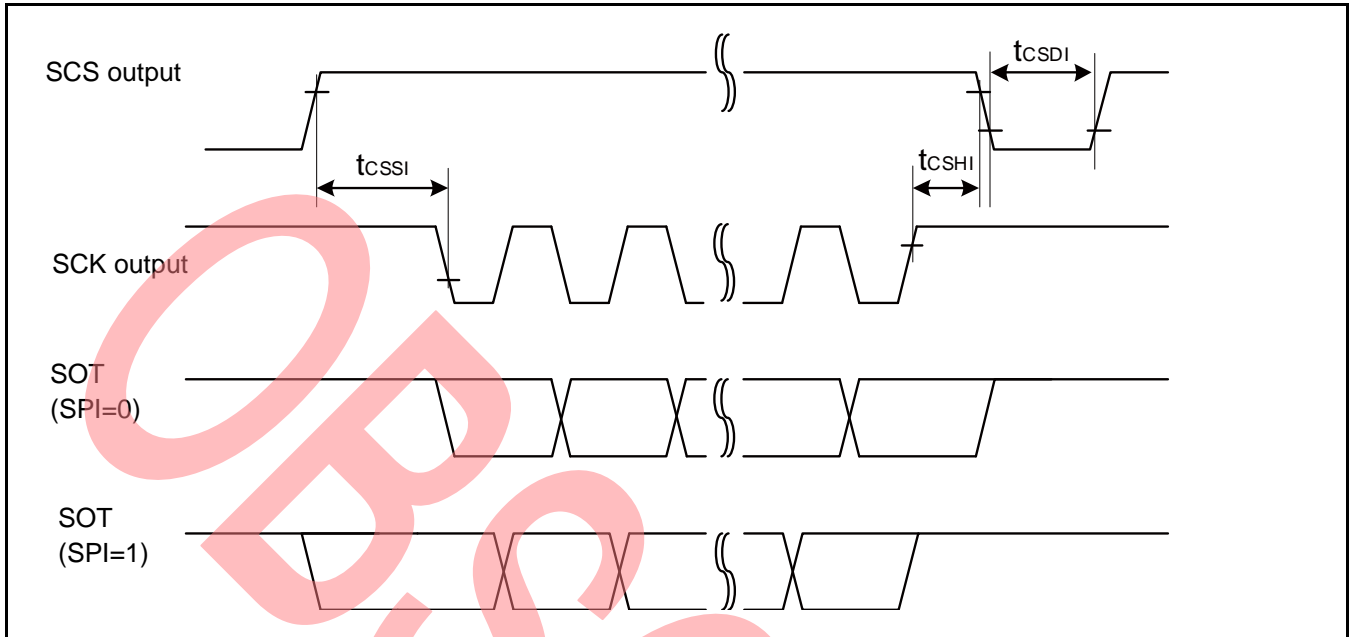 SCS output
tCSDI
tCSSI
tCSHI
SCK output
SOT
(SPI=0)
SOT
(SPI=1)